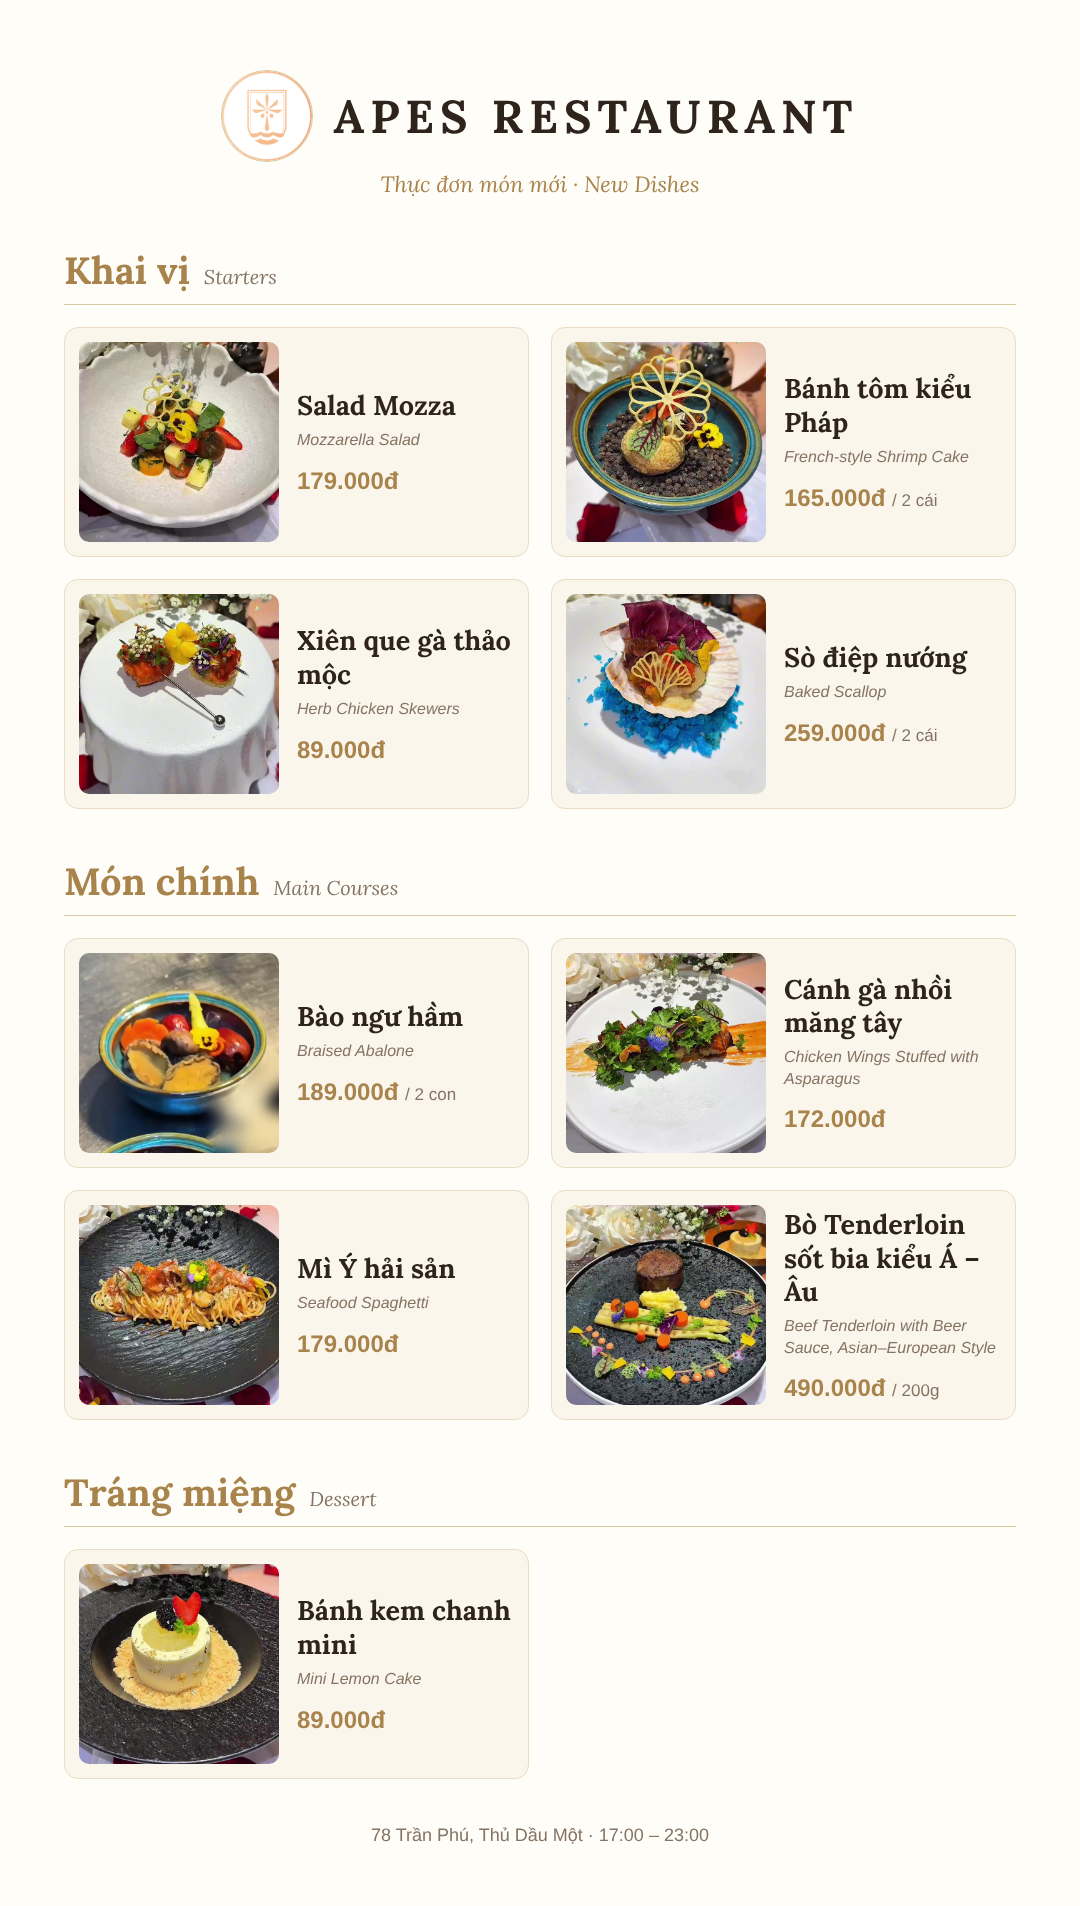 APES RESTAURANT
Thực đơn món mới · New Dishes
Khai vị Starters
Salad Mozza
Mozzarella Salad
179.000đ
Bánh tôm kiểu
Pháp
French-style Shrimp Cake
165.000đ / 2 cái
Xiên que gà thảo
mộc
Herb Chicken Skewers
89.000đ
Sò điệp nướng
Baked Scallop
259.000đ / 2 cái
Món chính Main Courses
Bào ngư hầm
Braised Abalone
189.000đ / 2 con
Cánh gà nhồi
măng tây
Chicken Wings Stuffed with
Asparagus
172.000đ
Mì Ý hải sản
Seafood Spaghetti
179.000đ
Bò Tenderloin
sốt bia kiểu Á –
Âu
Beef Tenderloin with Beer
Sauce, Asian–European Style
490.000đ / 200g
Tráng miệng Dessert
Bánh kem chanh
mini
Mini Lemon Cake
89.000đ
78 Trần Phú, Thủ Dầu Một · 17:00 – 23:00